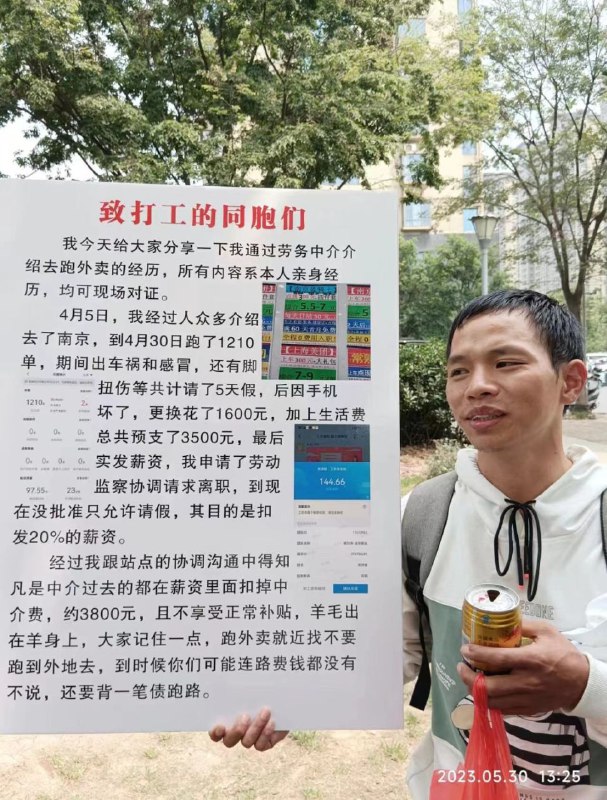 致打工的同胞们
我今天给大家分享一下我通过劳务中介介
绍去跑外卖的经历，所有内容系本人亲身经
历，均可现场对证。
4月5日，我经过人众多介绍
去了南京，到4月30日跑了1210
单，期间出车祸和感冒，还有脚
扭伤等共计请了5天假，后因手机
坏了，更换花了1600元，加上生活费
总共预支了3500元，最后
实发薪资，我申请了劳动
监察协调请求离职，到现
在没批准只允许请假，其目的是扣
发20%的薪资。
经过我跟站点的协调沟通中得知
凡是中介过去的都在薪资里面扣掉中
介费，约3800元，且不享受正常补贴，羊毛出
在羊身上，大家记住一点，跑外卖就近找不要
跑到外地去，到时候你们可能连路费钱都没有
不说，还要背一笔债跑路。
5.5-7
【上海美团】
7-9
1210
2
97.55
23
144.66
2023.05.30 13:25